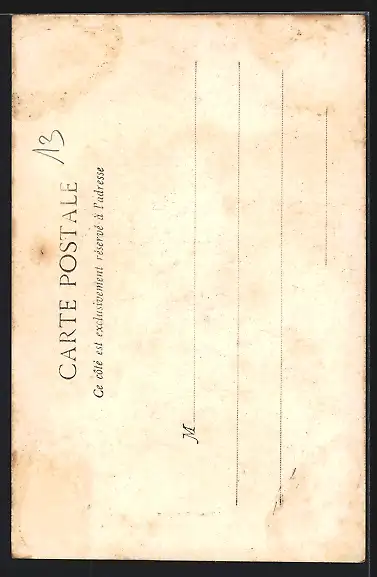 13
CARTE POSTALE
Ce côté est exclusivement réservé à l'adresse
M